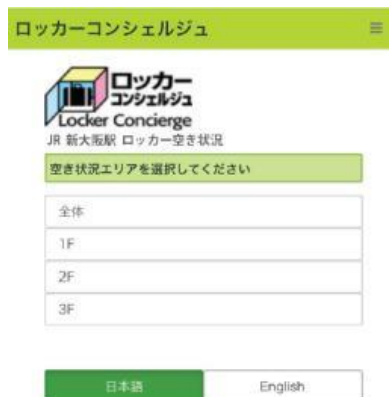 ロッカーコンシェルジュ
ロッカー
コンシェルジュ
Locker Concierge
JR 新大阪駅 ロッカー空き状況
空き状況エリアを選択してください
全体
1F
2F
3F
日本語 English